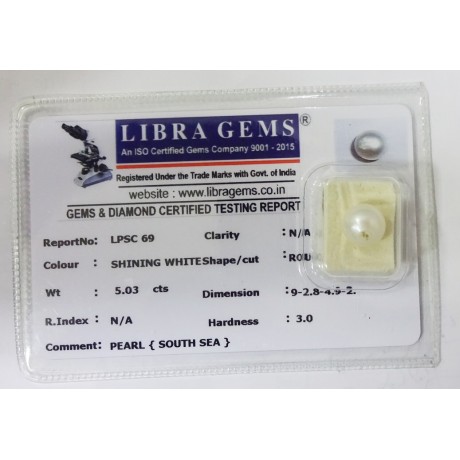 LIBRA GEMS ®
An ISO Certified Gems Company 9001 - 2015
Registered Under the Trade Marks with Govt. of India
website : www.libragems.co.in
GEMS & DIAMOND CERTIFIED TESTING REPORT
ReportNo: LPSC 69 Clarity : N/A
Colour : SHINING WHITE Shape/cut : ROU
Wt : 5.03 cts Dimension : 9-2.8-4.9-2.
R.Index : N/A Hardness : 3.0
Comment: PEARL { SOUTH SEA }